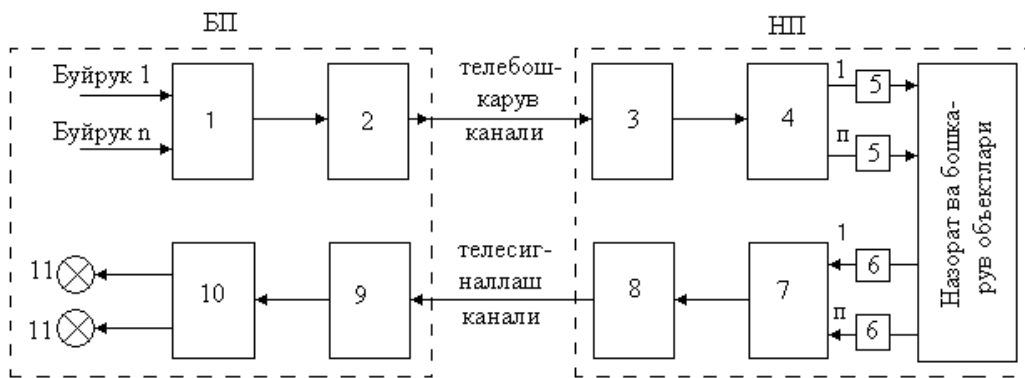 БП
НП
Буйрук 1
Буйрук n
1
2
телебош-
карув
канали
3
4
1
5
п
5
Назорат ва бошка-
рув объектлари
11
11
10
9
телесиг-
наллаш
канали
8
7
1
6
п
6